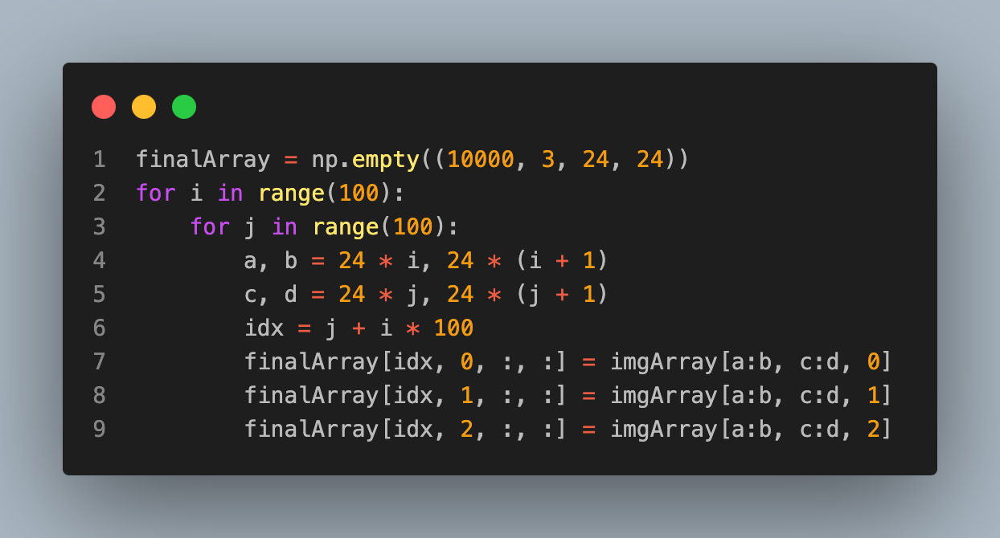 1 finalArray = np.empty((10000, 3, 24, 24))
2 for i in range(100):
3     for j in range(100):
4         a, b = 24 * i, 24 * (i + 1)
5         c, d = 24 * j, 24 * (j + 1)
6         idx = j + i * 100
7         finalArray[idx, 0, :, :] = imgArray[a:b, c:d, 0]
8         finalArray[idx, 1, :, :] = imgArray[a:b, c:d, 1]
9         finalArray[idx, 2, :, :] = imgArray[a:b, c:d, 2]